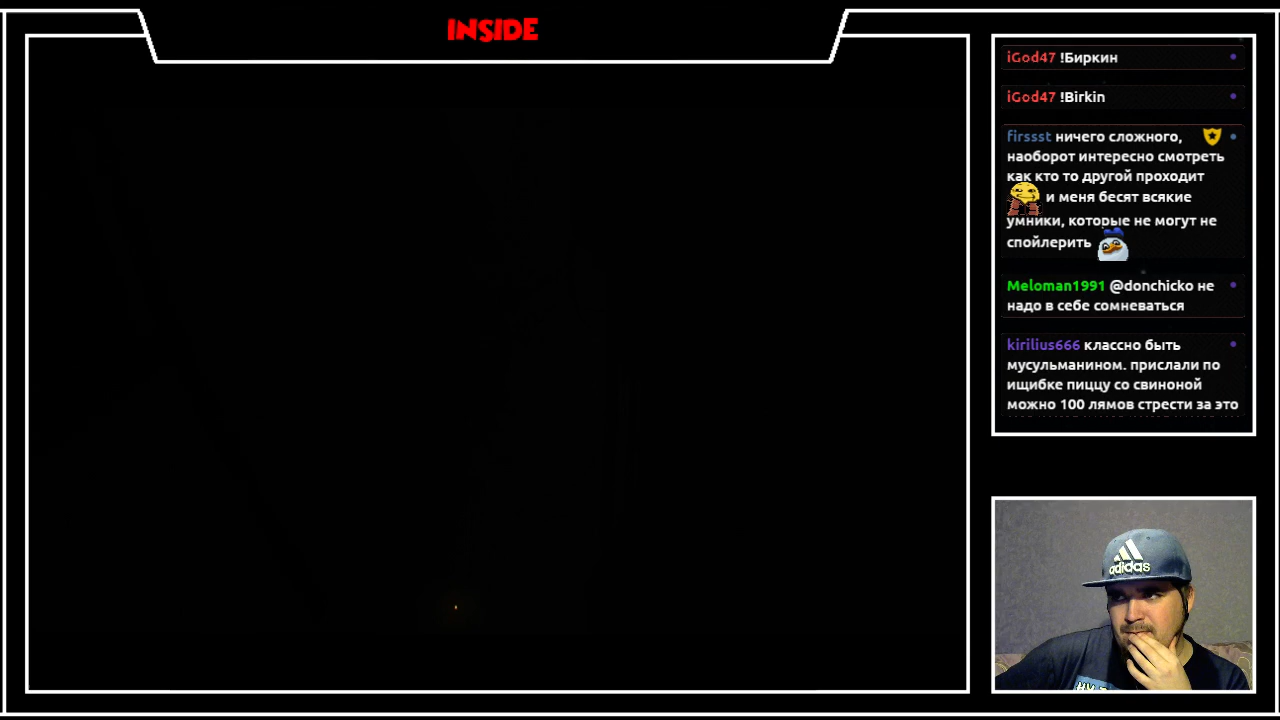 INSIDE
iGod47 !Биркин
iGod47 !Birkin
firssst ничего сложного,
наоборот интересно смотреть
как кто то другой проходит
и меня бесят всякие
умники, которые не могут не
спойлерить
Meloman1991 @donchicko не
надо в себе сомневаться
kirilius666 классно быть
мусульманином. прислали по
ищибке пиццу со свиноной
можно 100 лямов стрести за это
adidas